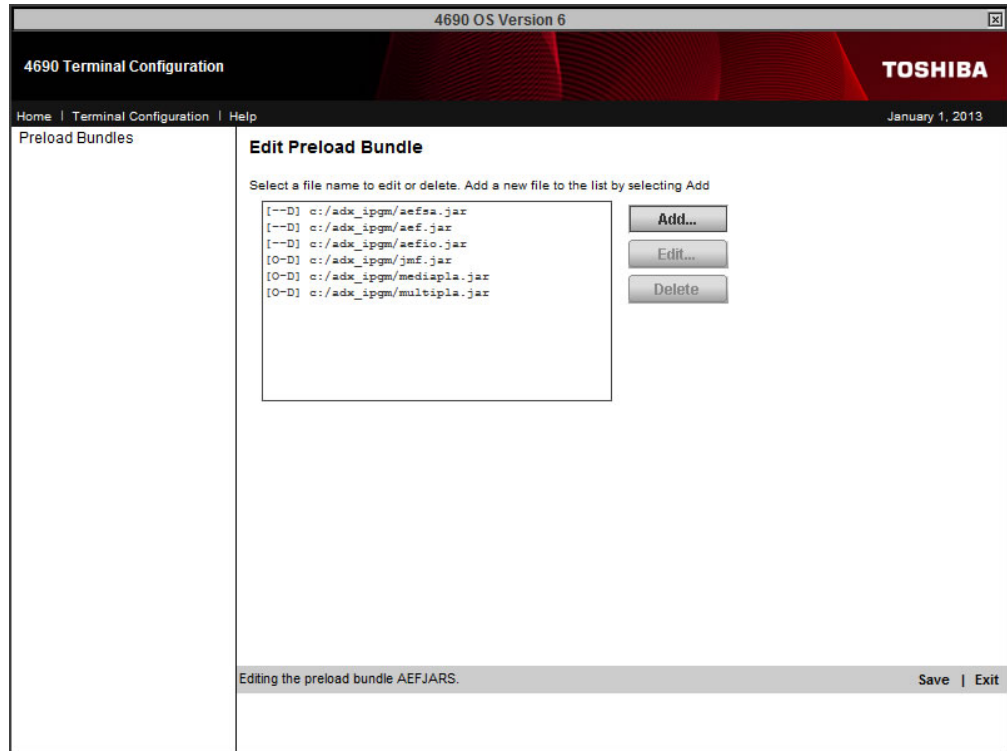 4690 OS Version 6
4690 Terminal Configuration
TOSHIBA
Home | Terminal Configuration | Help
January 1, 2013
Preload Bundles
Edit Preload Bundle
Select a file name to edit or delete. Add a new file to the list by selecting Add
[--D] c:/adx_ipgm/aefsa.jar
[--D] c:/adx_ipgm/aef.jar
[--D] c:/adx_ipgm/aefio.jar
[O-D] c:/adx_ipgm/jmf.jar
[O-D] c:/adx_ipgm/mediapla.jar
[O-D] c:/adx_ipgm/multipla.jar
Add...
Edit...
Delete
Editing the preload bundle AEFJARS.
Save | Exit